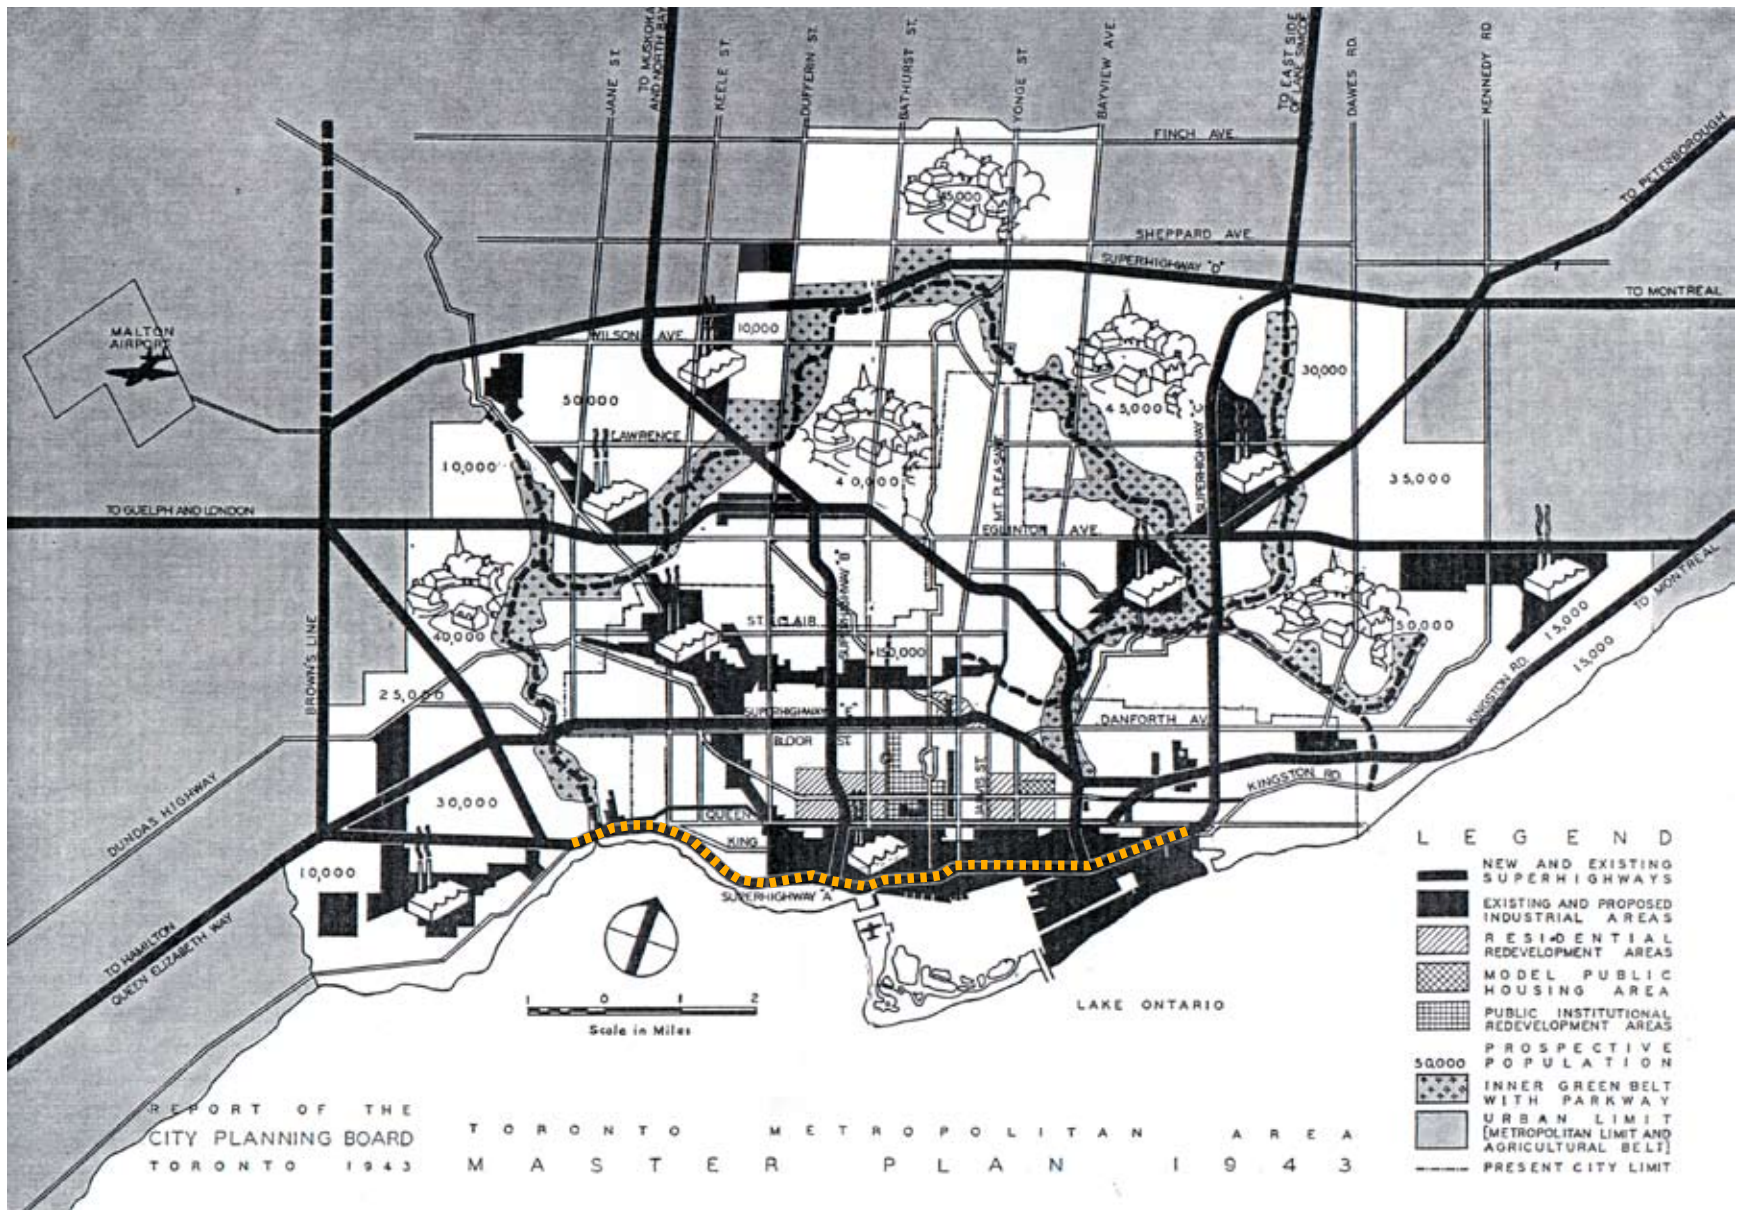 JANE ST.
TO MUSKOKA
AND NORTH BAY
KEELE ST.
DUFFERIN ST.
BATHURST ST.
YONGE ST.
BAYVIEW AVE.
TO EAST SIDE
OF LAKE SIMCOE
DAWES RD.
KENNEDY RD.
FINCH AVE.
TO PETERBOROUGH
SHEPPARD AVE.
SUPERHIGHWAY "D"
TO MONTREAL
MALTON
AIRPORT
WILSON AVE.
10,000
30,000
50,000
45,000
LAWRENCE
10,000
40,000
MT. PLEASANT
SUPERHIGHWAY "C"
35,000
TO GUELPH AND LONDON
EGLINTON AVE.
SUPERHIGHWAY "B"
TO MONTREAL
BROWN'S LINE
40,000
ST. CLAIR
150,000
50,000
15,000
15,000
25,000
KINGSTON RD.
SUPERHIGHWAY "E"
DANFORTH AV
BLOOR ST.
JARVIS ST.
KINGSTON RD.
DUNDAS HIGHWAY
30,000
QUEEN
KING
10,000
SUPERHIGHWAY "A"
TO HAMILTON
QUEEN ELIZABETH WAY
LAKE ONTARIO
1 0 1 2
Scale in Miles
LEGEND
NEW AND EXISTING
SUPERHIGHWAYS
EXISTING AND PROPOSED
INDUSTRIAL AREAS
RESIDENTIAL
REDEVELOPMENT AREAS
MODEL PUBLIC
HOUSING AREA
PUBLIC INSTITUTIONAL
REDEVELOPMENT AREAS
50,000 PROSPECTIVE
POPULATION
INNER GREEN BELT
WITH PARKWAY
URBAN LIMIT
[METROPOLITAN LIMIT AND
AGRICULTURAL BELT]
PRESENT CITY LIMIT
REPORT OF THE
CITY PLANNING BOARD
TORONTO 1943
TORONTO METROPOLITAN AREA
MASTER PLAN 1943